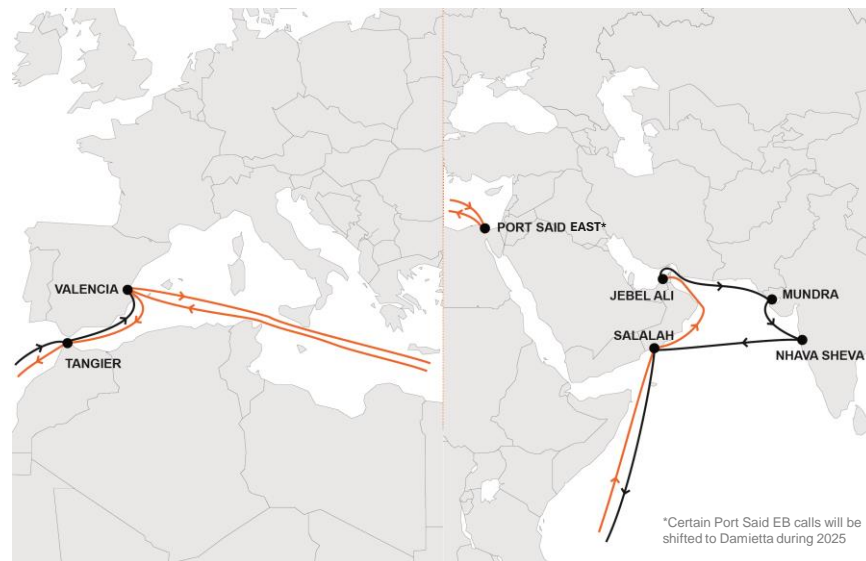 VALENCIA
TANGIER
PORT SAID EAST*
JEBEL ALI
MUNDRA
SALALAH
NHAVA SHEVA
*Certain Port Said EB calls will be
shifted to Damietta during 2025